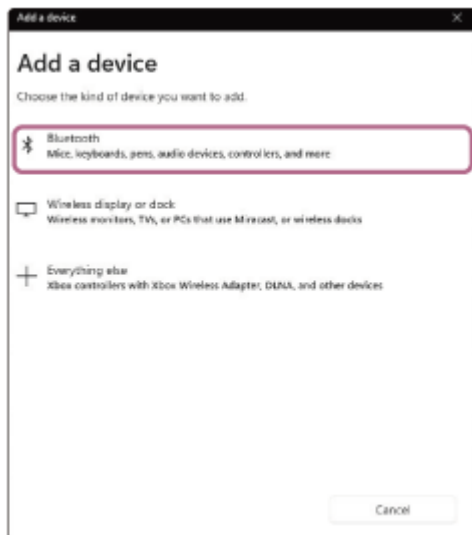 Add a device
Add a device
Choose the kind of device you want to add.
Bluetooth
Mice, keyboards, pens, audio devices, controllers, and more
Wireless display or dock
Wireless monitors, TVs, or PCs that use Miracast, or wireless docks
Everything else
Xbox controllers with Xbox Wireless Adapter, DLNA, and other devices
Cancel